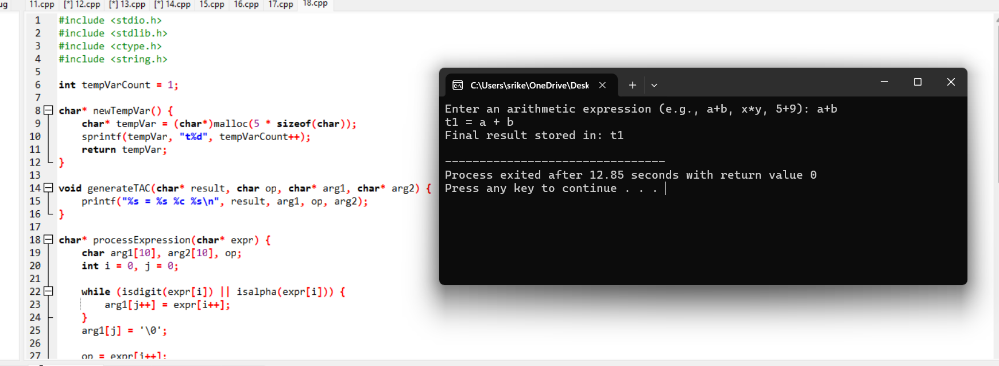 ug 11.cpp [*] 12.cpp [*] 13.cpp [*] 14.cpp 15.cpp 16.cpp 17.cpp 18.cpp
1 #include <stdio.h>
2 #include <stdlib.h>
3 #include <ctype.h>
4 #include <string.h>
5
6 int tempVarCount = 1;
7
8 char* newTempVar() {
9 char* tempVar = (char*)malloc(5 * sizeof(char));
10 sprintf(tempVar, "t%d", tempVarCount++);
11 return tempVar;
12 }
13
14 void generateTAC(char* result, char op, char* arg1, char* arg2) {
15 printf("%s = %s %c %s\n", result, arg1, op, arg2);
16 }
17
18 char* processExpression(char* expr) {
19 char arg1[10], arg2[10], op;
20 int i = 0, j = 0;
21
22 while (isdigit(expr[i]) || isalpha(expr[i])) {
23 arg1[j++] = expr[i++];
24 }
25 arg1[j] = '\0';
26
27 op = expr[i++];
C:\Users\srike\OneDrive\Desk
Enter an arithmetic expression (e.g., a+b, x*y, 5+9): a+b
t1 = a + b
Final result stored in: t1
--------------------------------
Process exited after 12.85 seconds with return value 0
Press any key to continue . . .